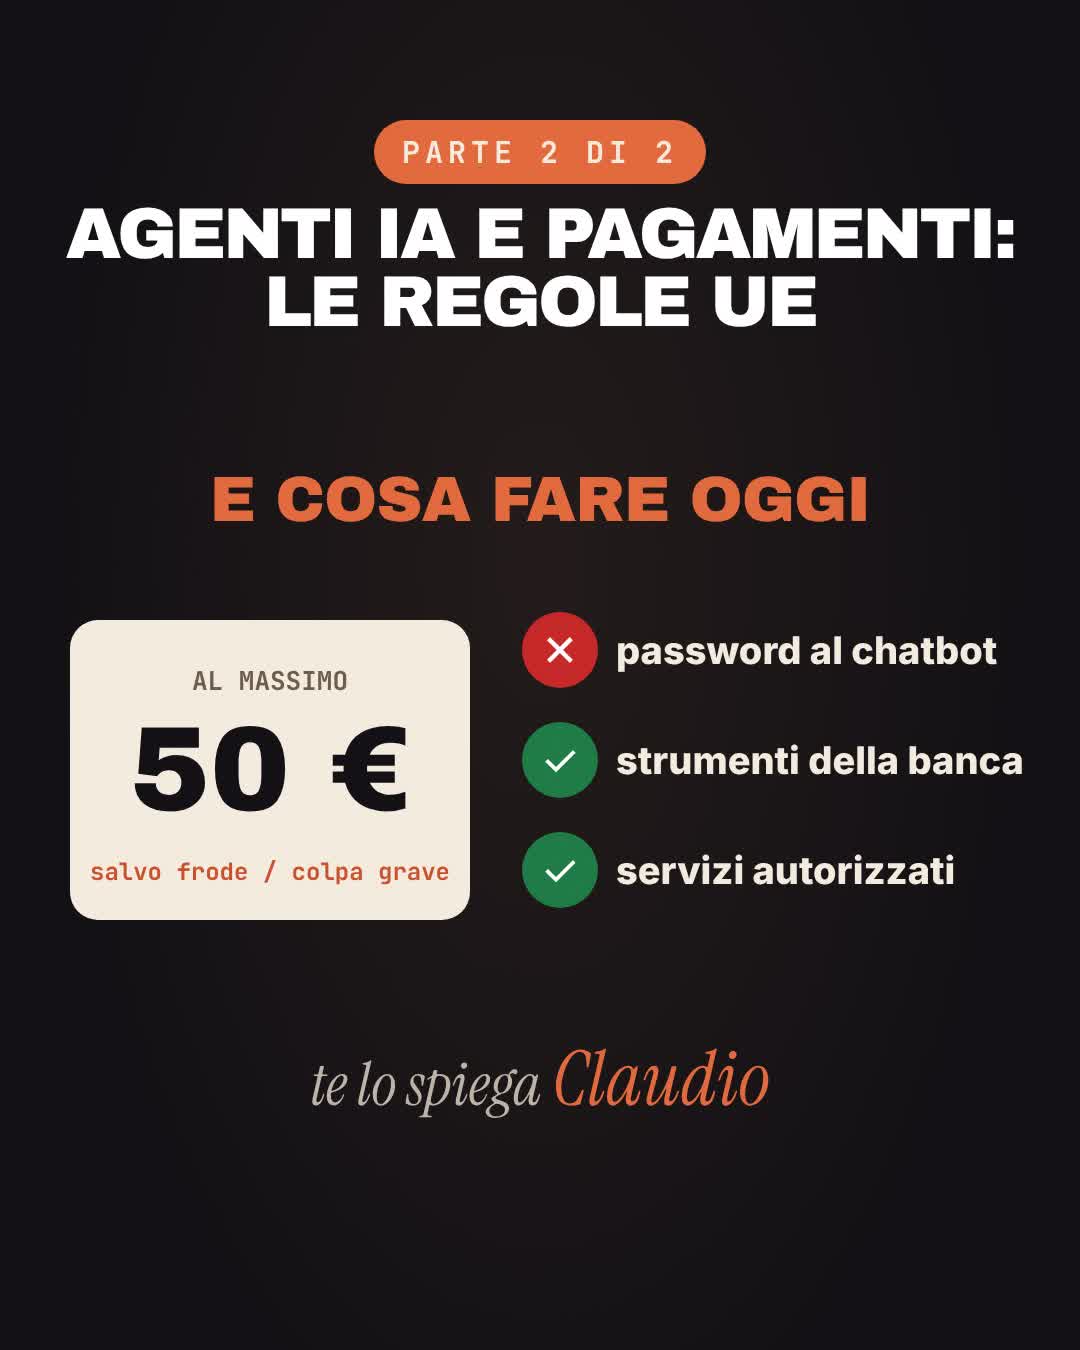 PARTE 2 DI 2
AGENTI IA E PAGAMENTI:
LE REGOLE UE
E COSA FARE OGGI
AL MASSIMO
50 €
salvo frode / colpa grave
password al chatbot
strumenti della banca
servizi autorizzati
te lo spiega Claudio